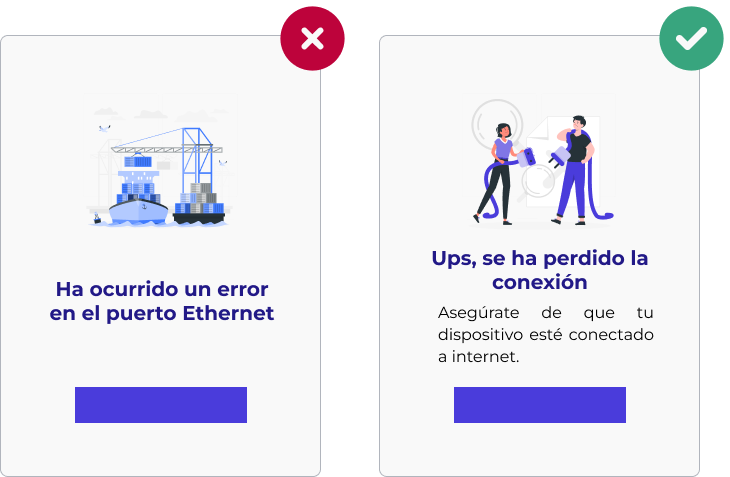 Ha ocurrido un error
en el puerto Ethernet
Ups, se ha perdido la
conexión
Asegúrate de que tu
dispositivo esté conectado
a internet.